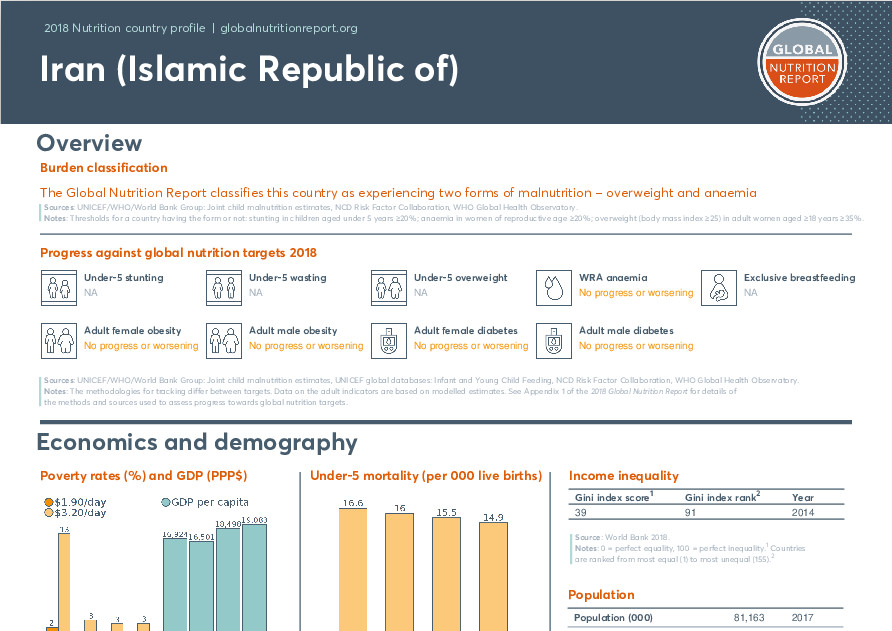 2018 Nutrition country profile | globalnutritionreport.org
Iran (Islamic Republic of)
GLOBAL
NUTRITION
REPORT
Overview
Burden classification
The Global Nutrition Report classifies this country as experiencing two forms of malnutrition – overweight and anaemia
Sources: UNICEF/WHO/World Bank Group: Joint child malnutrition estimates, NCD Risk Factor Collaboration, WHO Global Health Observatory.
Notes: Thresholds for a country having the form or not: stunting in children aged under 5 years ≥20%; anaemia in women of reproductive age ≥20%; overweight (body mass index ≥25) in adult women aged ≥18 years ≥35%.
Progress against global nutrition targets 2018
Under-5 stunting
NA
Under-5 wasting
NA
Under-5 overweight
NA
WRA anaemia
No progress or worsening
Exclusive breastfeeding
NA
Adult female obesity
No progress or worsening
Adult male obesity
No progress or worsening
Adult female diabetes
No progress or worsening
Adult male diabetes
No progress or worsening
Sources: UNICEF/WHO/World Bank Group: Joint child malnutrition estimates, UNICEF global databases: Infant and Young Child Feeding, NCD Risk Factor Collaboration, WHO Global Health Observatory.
Notes: The methodologies for tracking differ between targets. Data on the adult indicators are based on modelled estimates. See Appendix 1 of the 2018 Global Nutrition Report for details of
the methods and sources used to assess progress towards global nutrition targets.
Economics and demography
Poverty rates (%) and GDP (PPP$)
$1.90/day
$3.20/day
GDP per capita
2
13
3
3
3
16,924
16,501
18,498
19,083
Under-5 mortality (per 000 live births)
16.6
16
15.5
14.9
Income inequality
Gini index score1 Gini index rank2 Year
39 91 2014
Source: World Bank 2018.
Notes: 0 = perfect equality, 100 = perfect inequality.1 Countries
are ranked from most equal (1) to most unequal (155).2
Population
Population (000) 81,163 2017